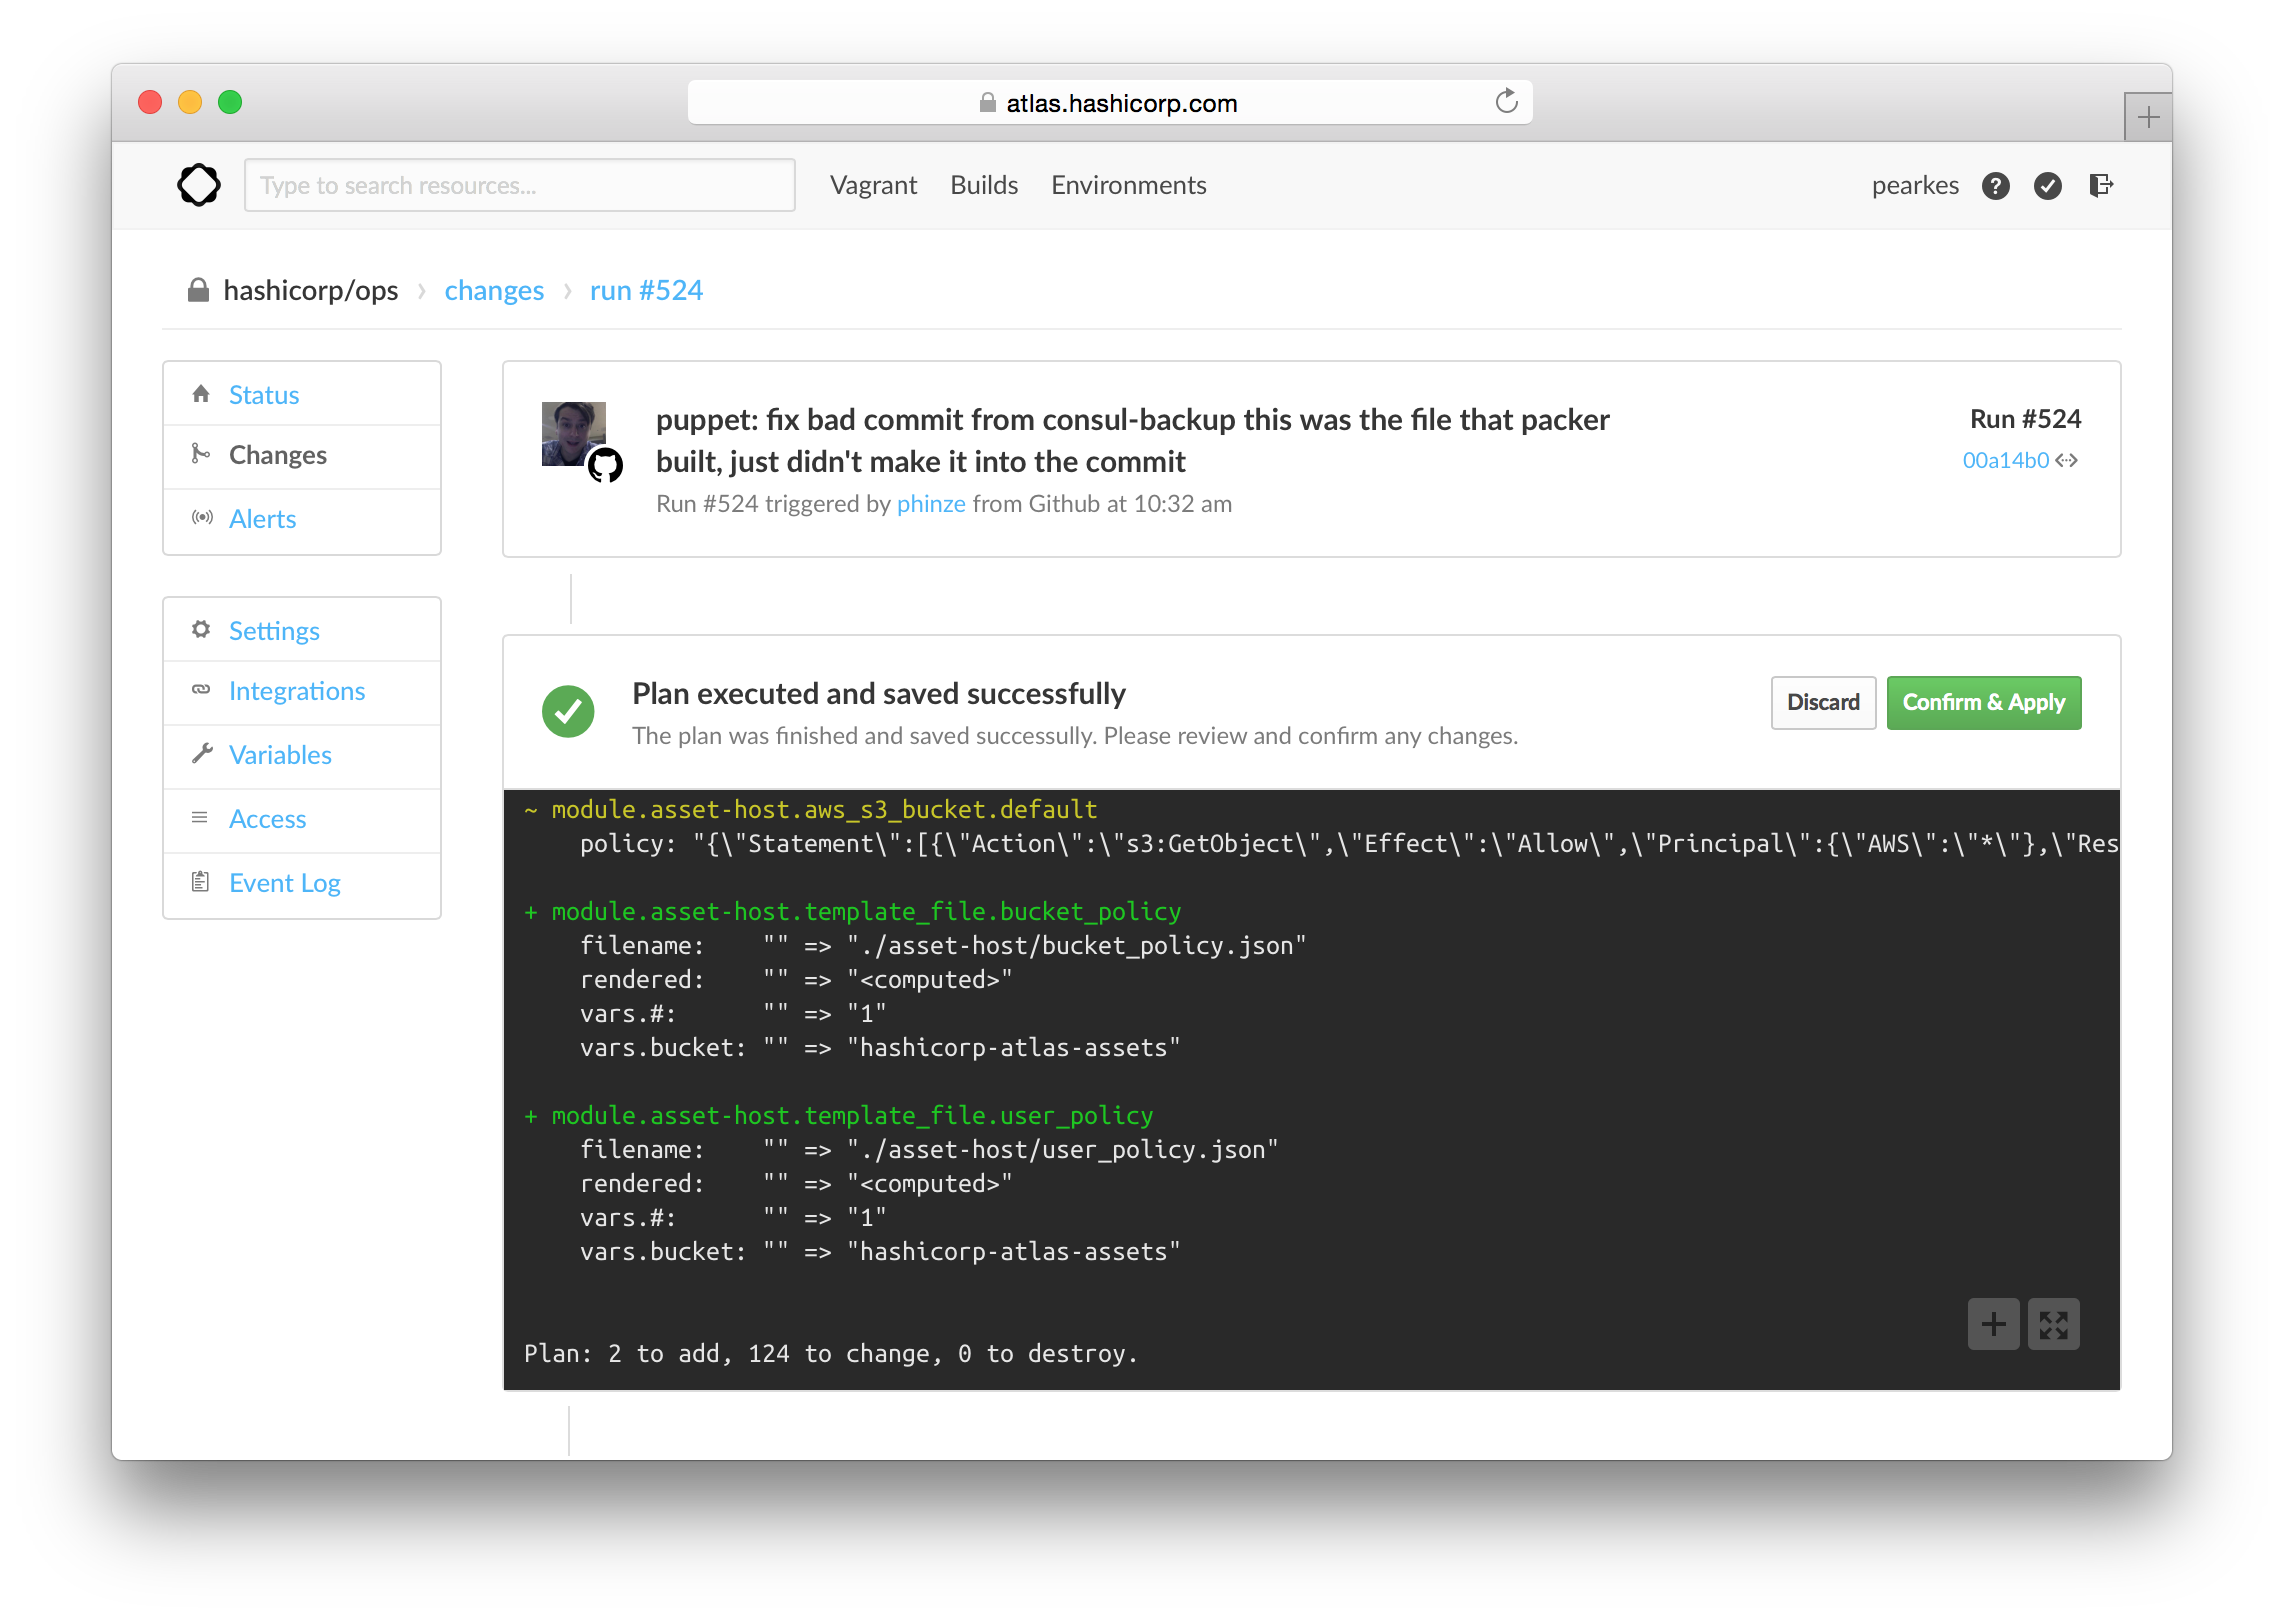 atlas.hashicorp.com
Type to search resources...
Vagrant Builds Environments
pearkes
hashicorp/ops › changes › run #524
Status
Changes
Alerts
Settings
Integrations
Variables
Access
Event Log
puppet: fix bad commit from consul-backup this was the file that packer
built, just didn't make it into the commit
Run #524 triggered by phinze from Github at 10:32 am
Run #524
00a14b0
Plan executed and saved successfully
The plan was finished and saved successully. Please review and confirm any changes.
Discard
Confirm & Apply
~ module.asset-host.aws_s3_bucket.default
policy: "{\"Statement\":[{\"Action\":\"s3:GetObject\",\"Effect\":\"Allow\",\"Principal\":{\"AWS\":\"*\"},\"Res
+ module.asset-host.template_file.bucket_policy
filename: "" => "./asset-host/bucket_policy.json"
rendered: "" => "<computed>"
vars.#: "" => "1"
vars.bucket: "" => "hashicorp-atlas-assets"
+ module.asset-host.template_file.user_policy
filename: "" => "./asset-host/user_policy.json"
rendered: "" => "<computed>"
vars.#: "" => "1"
vars.bucket: "" => "hashicorp-atlas-assets"
Plan: 2 to add, 124 to change, 0 to destroy.